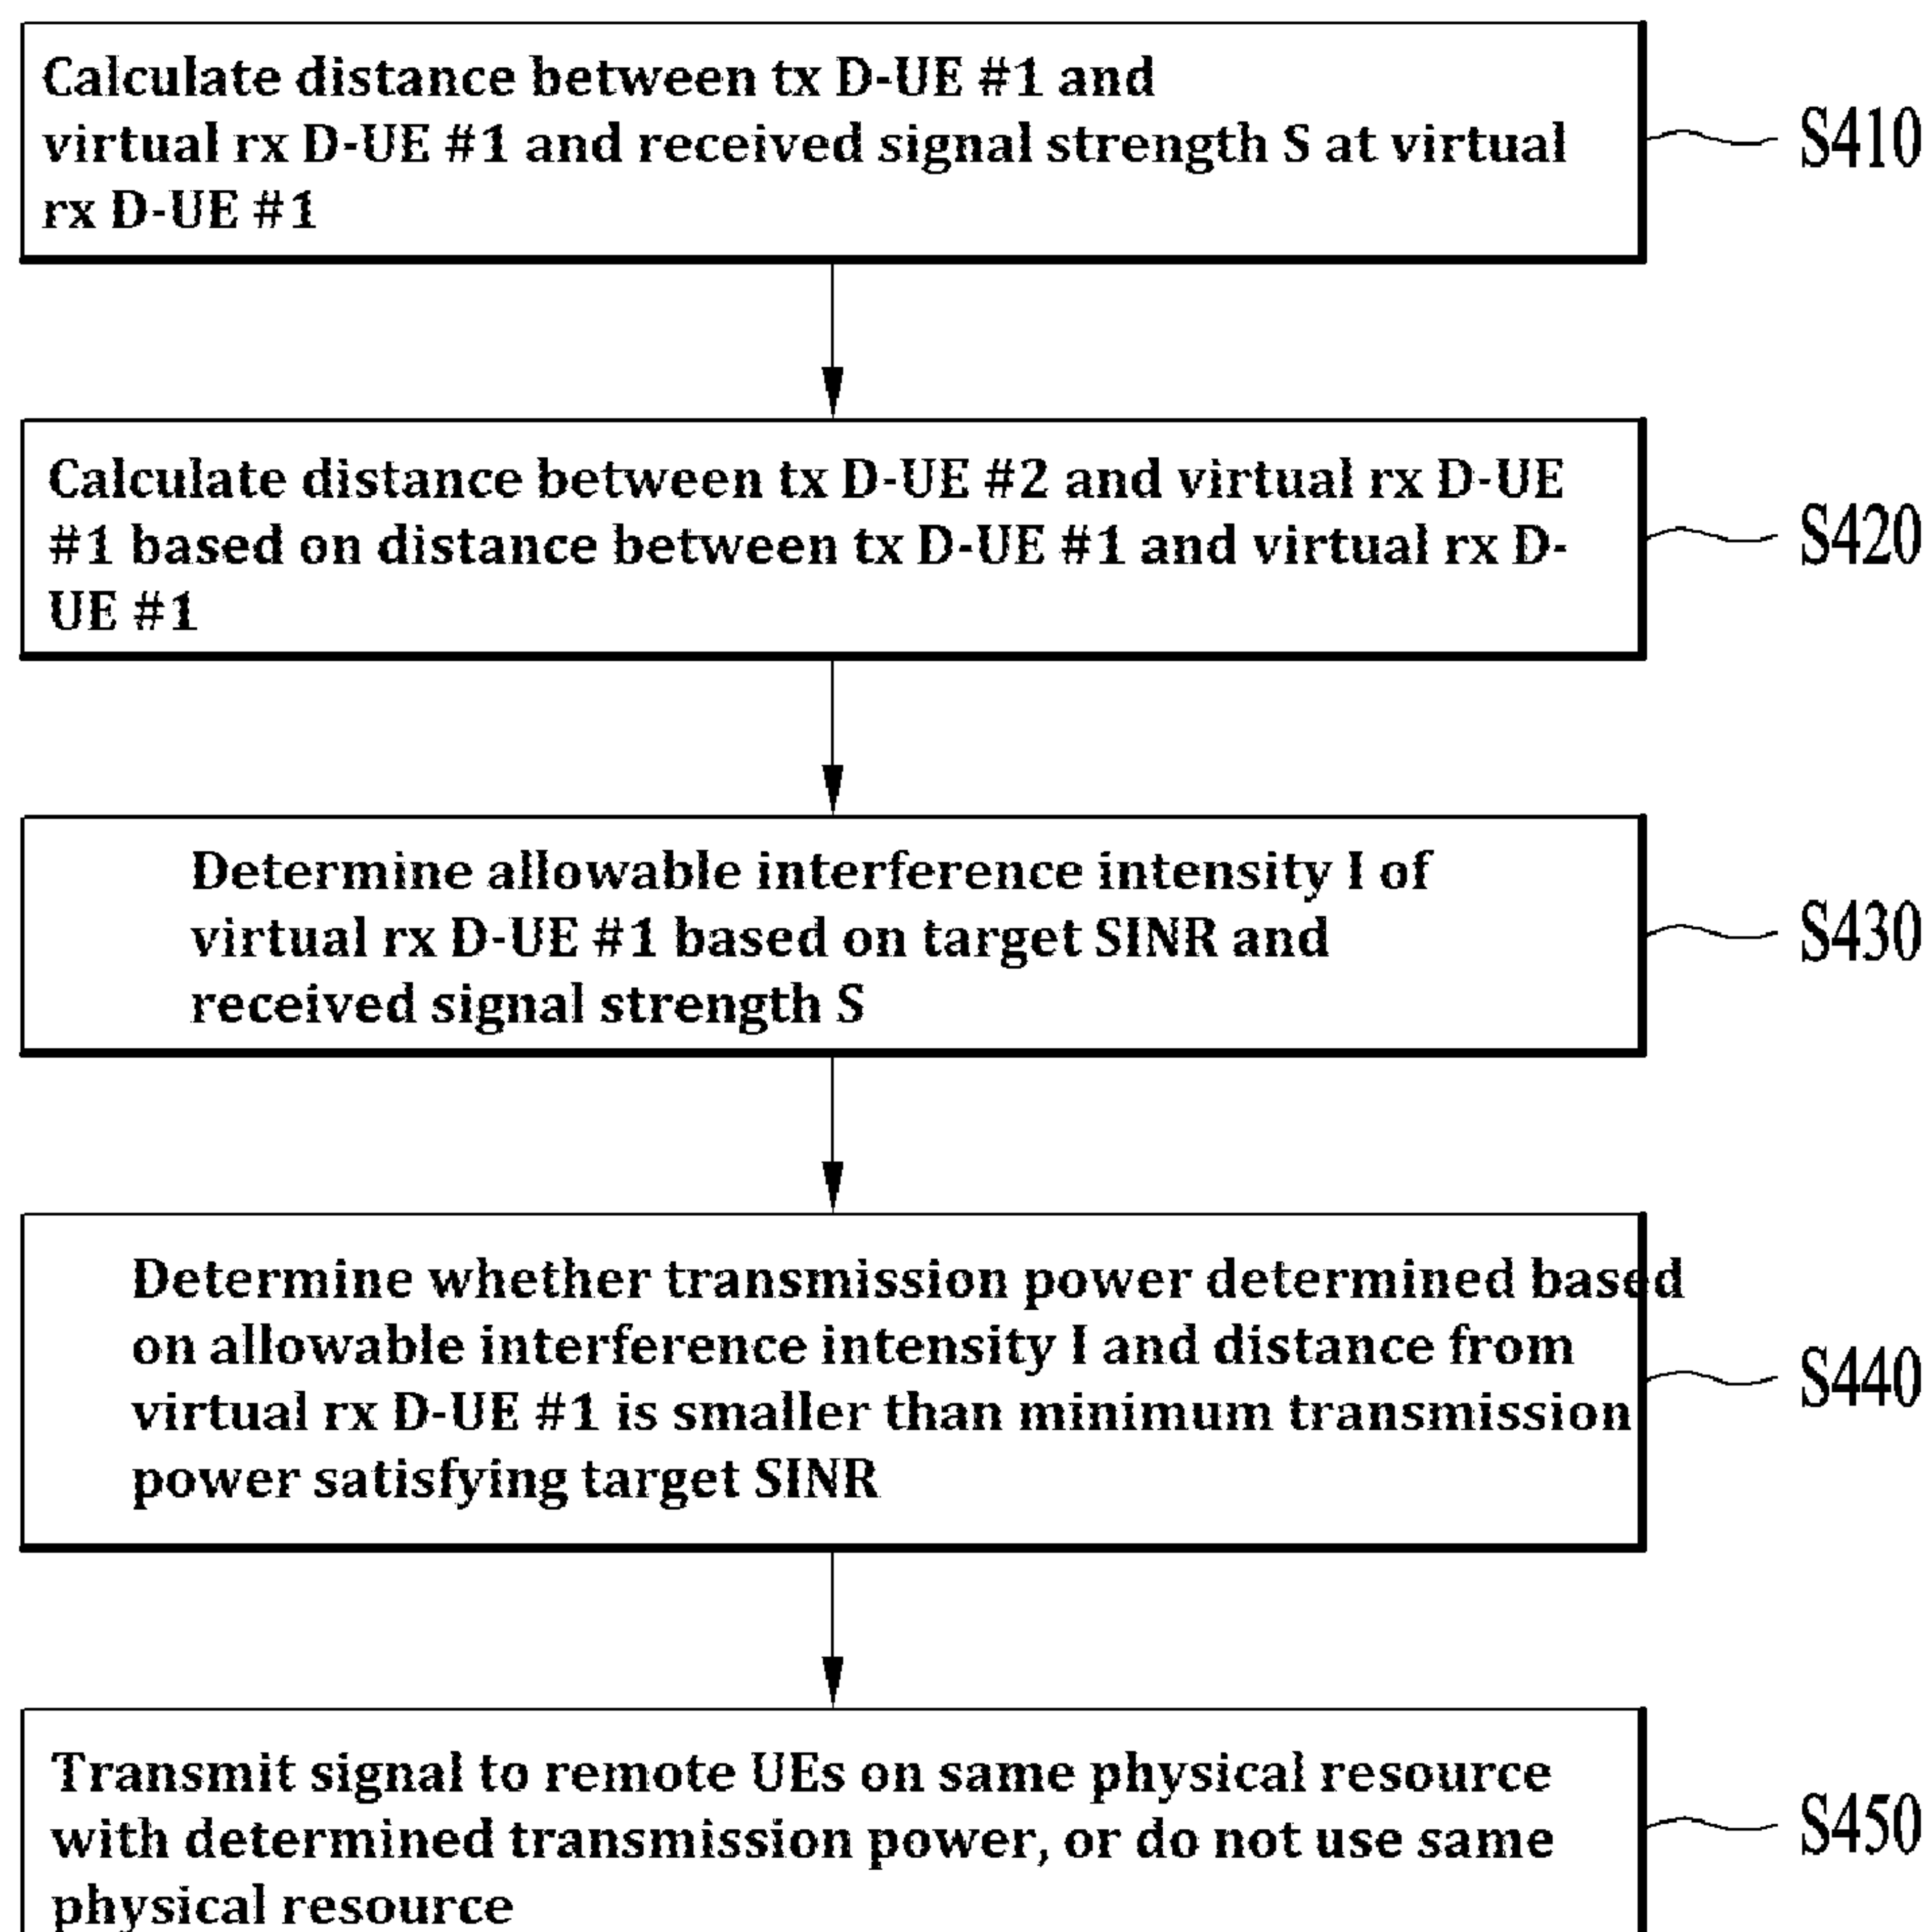 Calculate distance between tx D-UE #1 and
virtual rx D-UE #1 and received signal strength S at virtual
rx D-UE #1
S410
Calculate distance between tx D-UE #2 and virtual rx D-UE
#1 based on distance between tx D-UE #1 and virtual rx D-
UE #1
S420
Determine allowable interference intensity I of
virtual rx D-UE #1 based on target SINR and
received signal strength S
S430
Determine whether transmission power determined based
on allowable interference intensity I and distance from
virtual rx D-UE #1 is smaller than minimum transmission
power satisfying target SINR
S440
Transmit signal to remote UEs on same physical resource
with determined transmission power, or do not use same
physical resource
S450